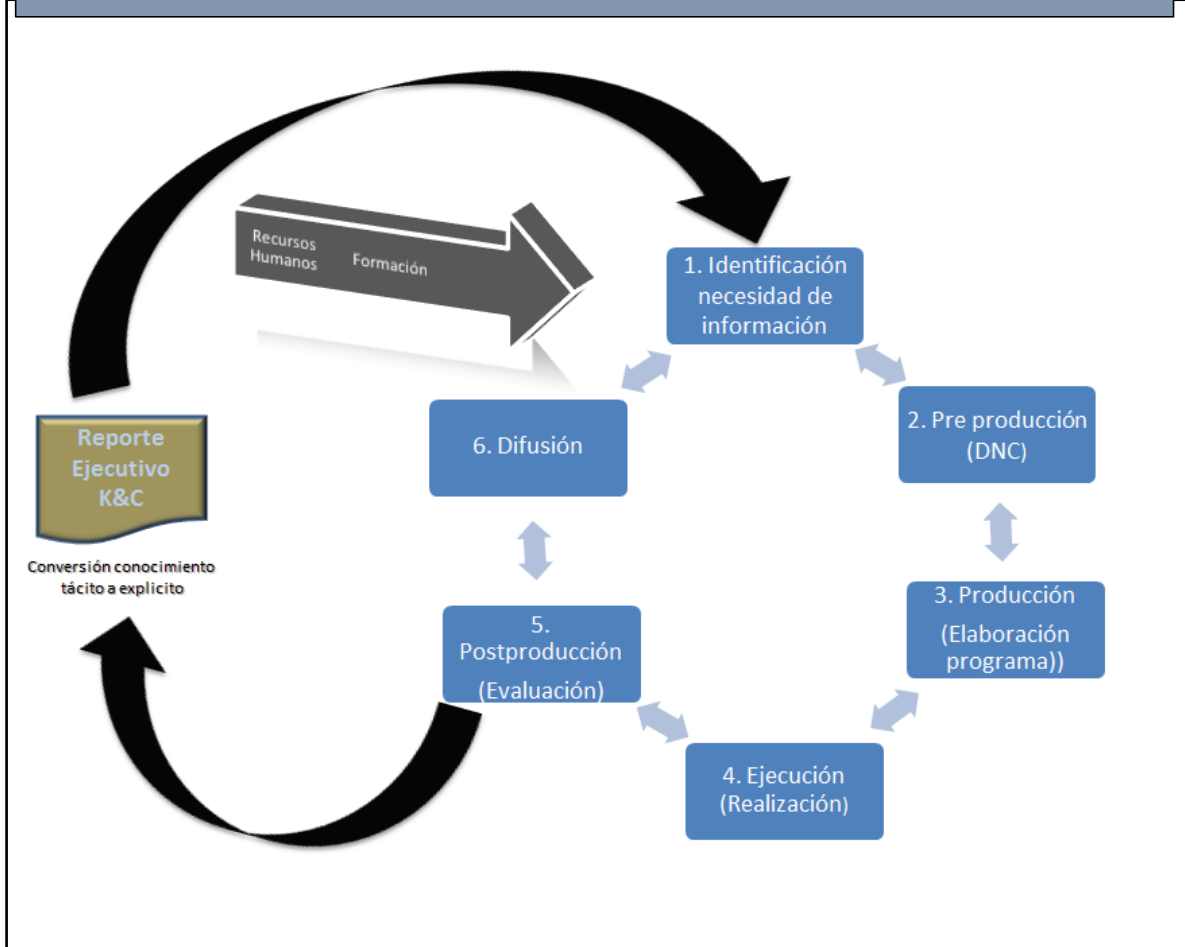 Recursos
Humanos
Formación
1. Identificación
necesidad de
información
2. Pre producción
(DNC)
3. Producción
(Elaboración
programa))
4. Ejecución
(Realización)
5.
Postproducción
(Evaluación)
6. Difusión
Reporte
Ejecutivo
K&C
Conversión conocimiento
tácito a explicito